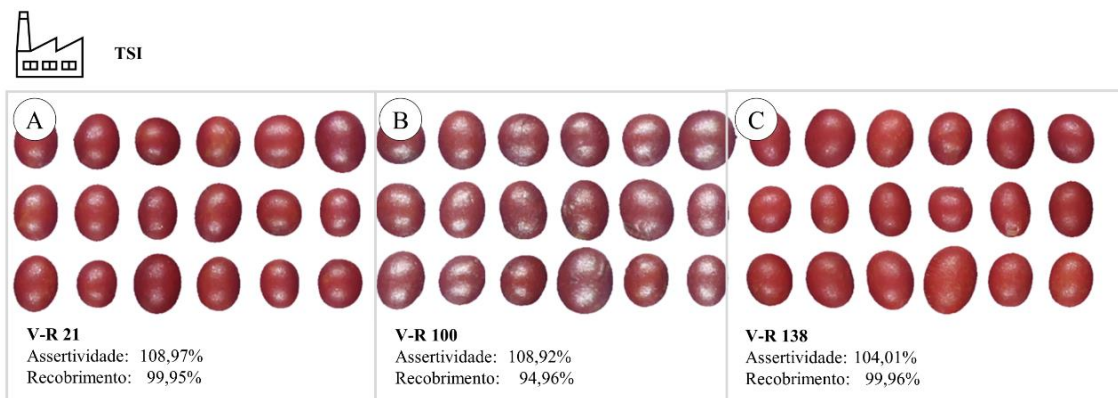 TSI
A
B
C
V-R 21
Assertividade: 108,97%
Recobrimento: 99,95%
V-R 100
Assertividade: 108,92%
Recobrimento: 94,96%
V-R 138
Assertividade: 104,01%
Recobrimento: 99,96%